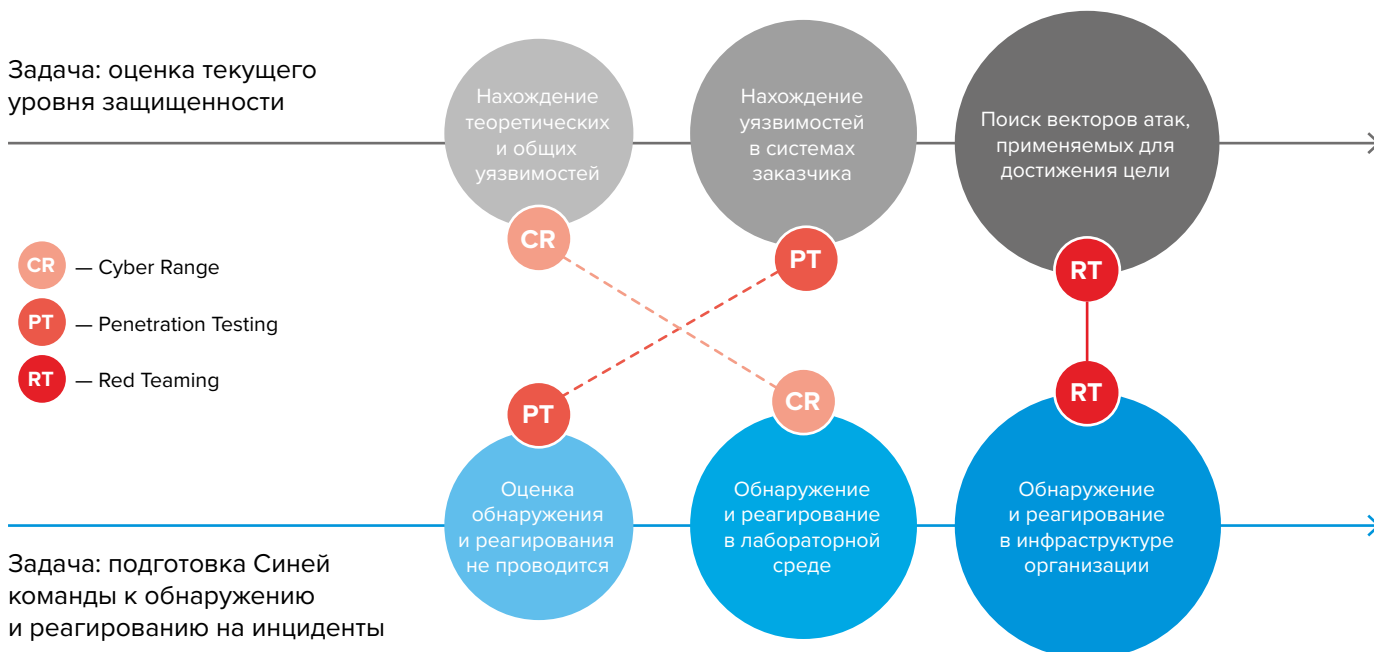 Задача: оценка текущего
уровня защищенности
Нахождение
теоретических
и общих
уязвимостей
Нахождение
уязвимостей
в системах
заказчика
Поиск векторов атак,
применяемых для
достижения цели
CR
PT
RT
CR — Cyber Range
PT — Penetration Testing
RT — Red Teaming
PT
CR
RT
Оценка
обнаружения
и реагирования
не проводится
Обнаружение
и реагирование
в лабораторной
среде
Обнаружение
и реагирование
в инфраструктуре
организации
Задача: подготовка Синей
команды к обнаружению
и реагированию на инциденты